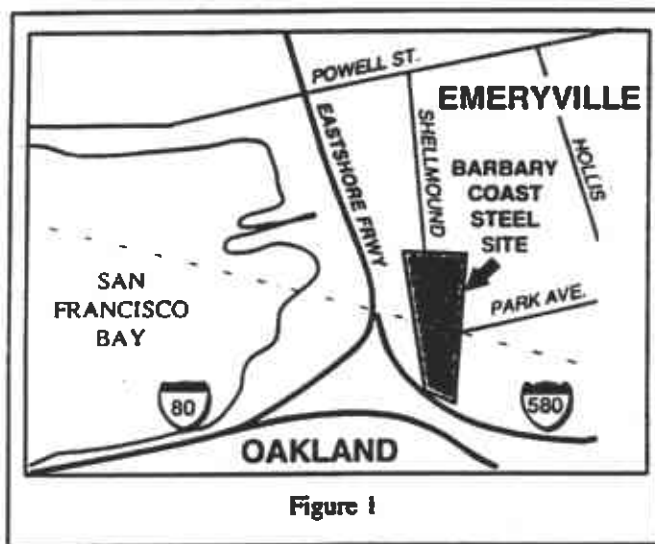 POWELL ST.
EMERYVILLE
EASTSHORE FRWY
SHELLMOUND
HOLLIS
BARBARY
COAST
STEEL
SITE
SAN
FRANCISCO
BAY
PARK AVE.
80
580
OAKLAND
Figure 1